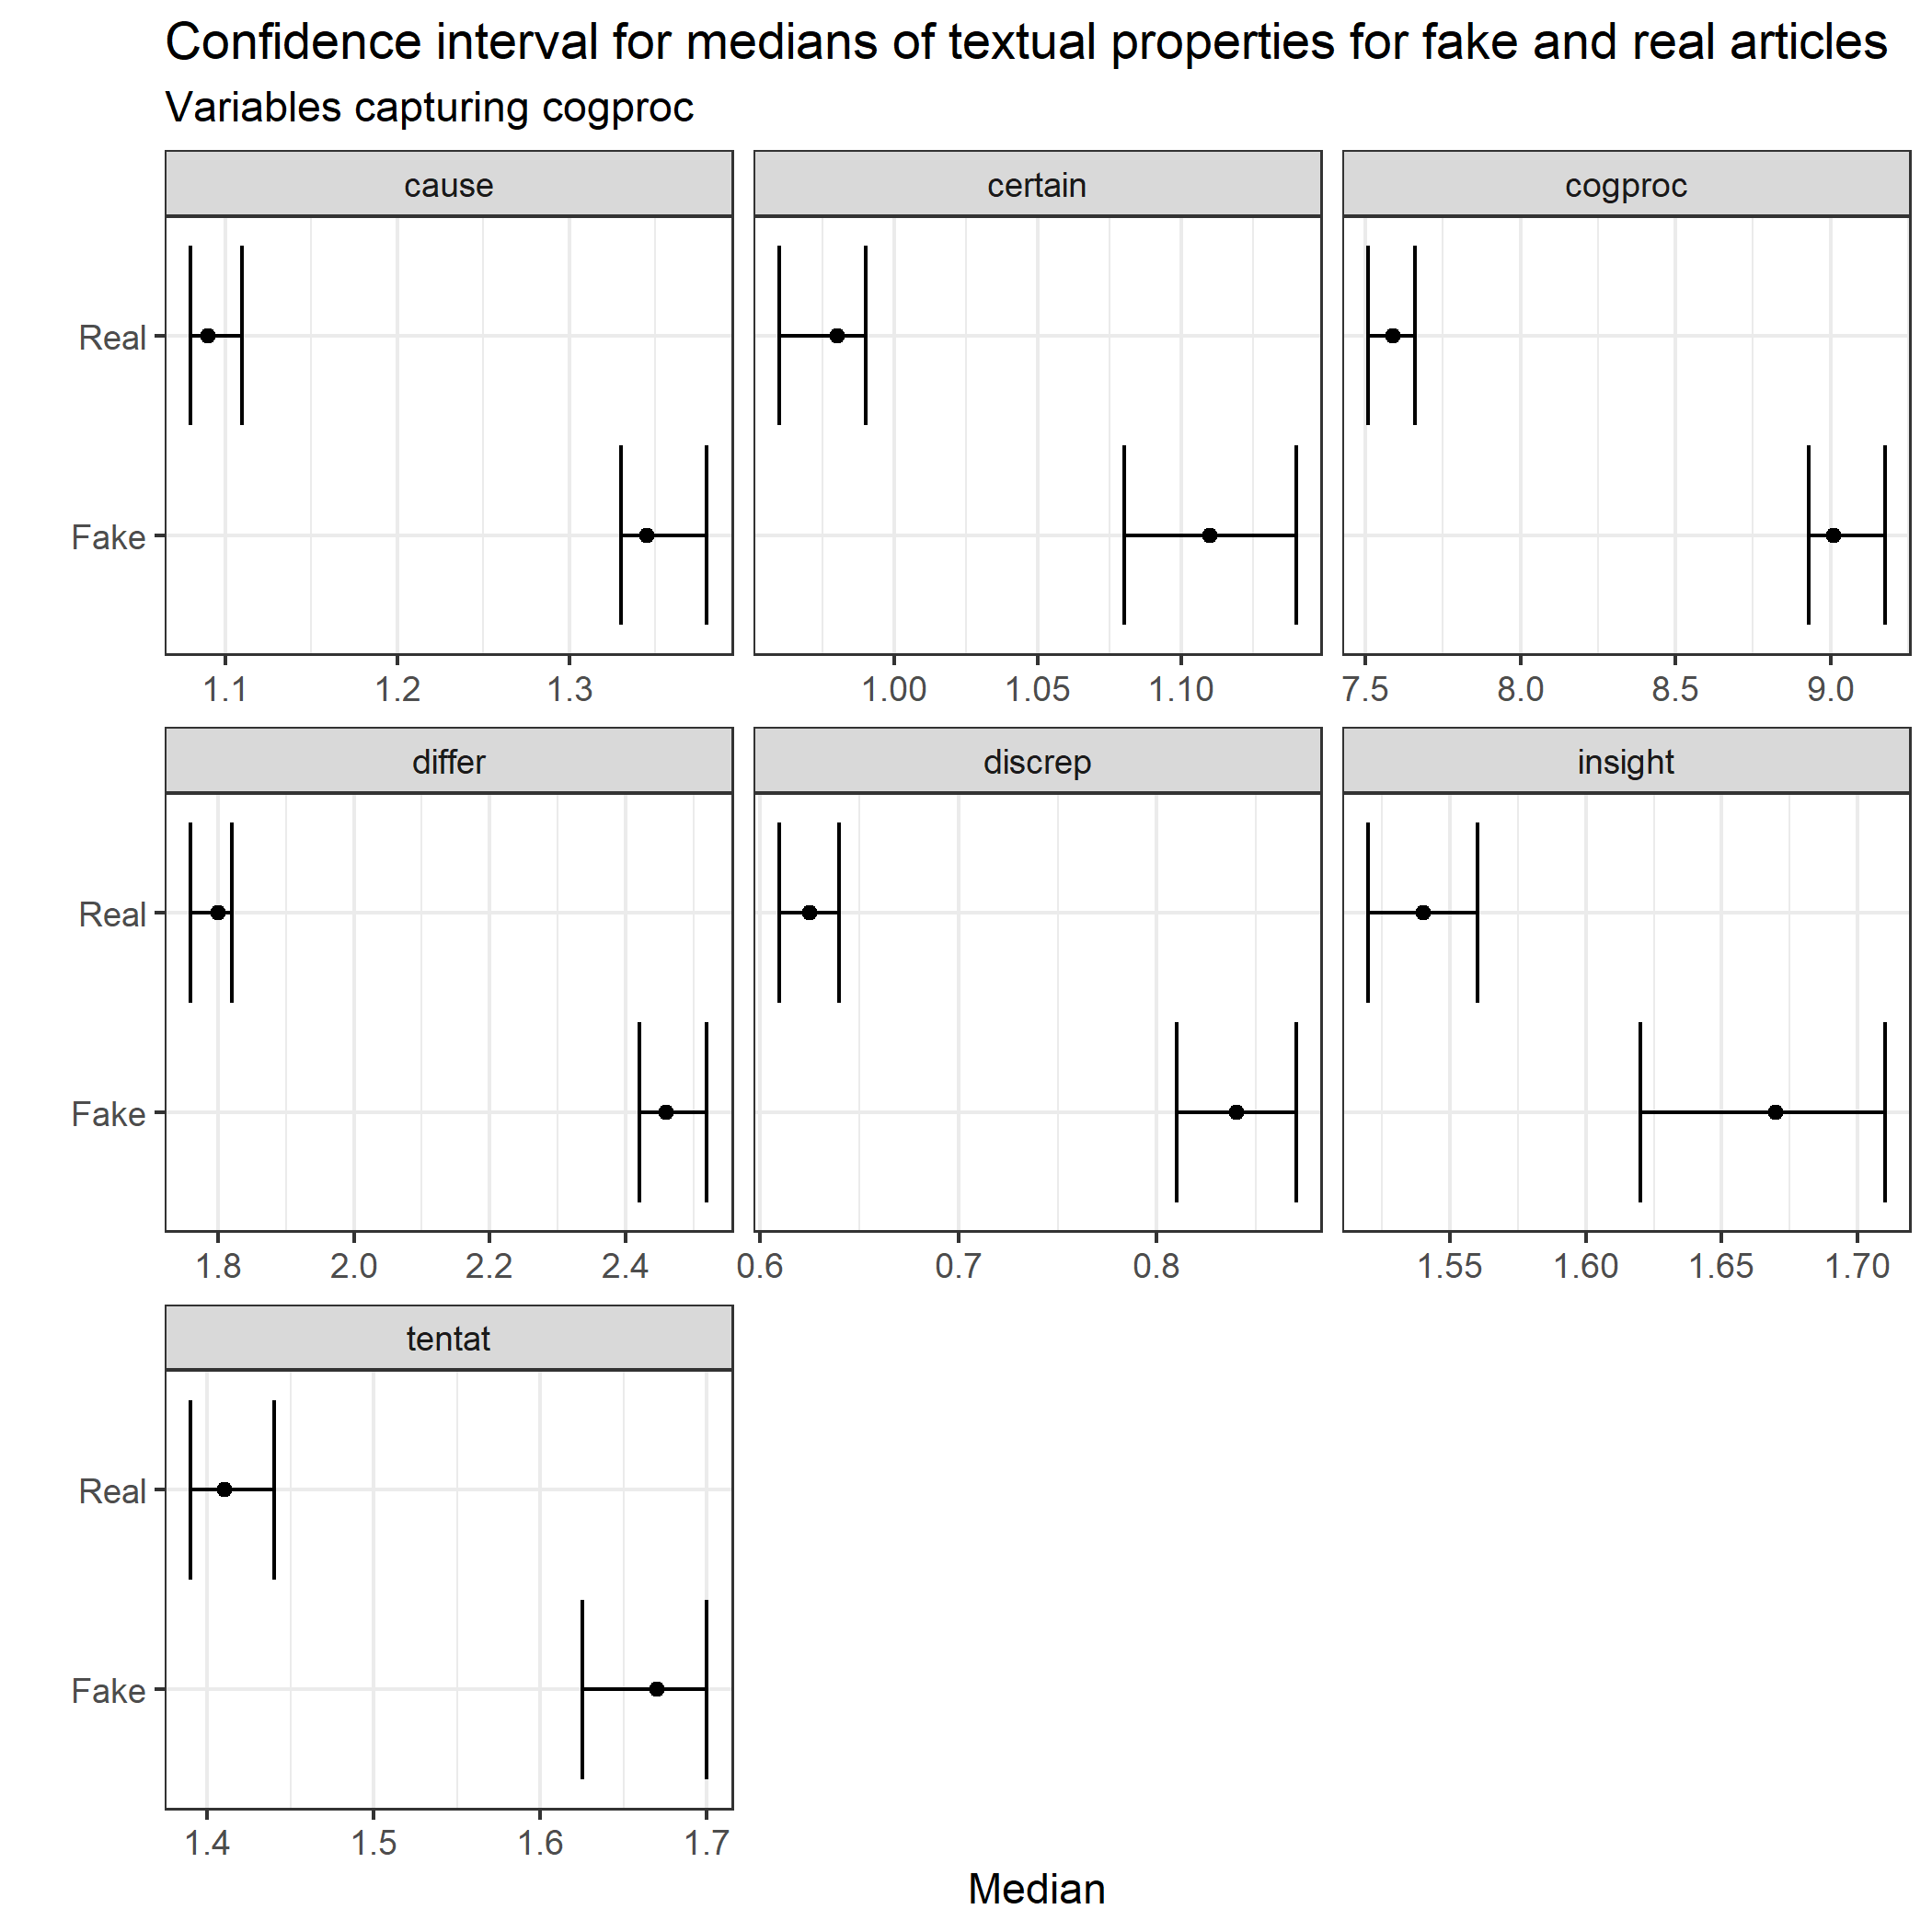 Confidence interval for medians of textual properties for fake and real articles
Variables capturing cogproc
cause
certain
cogproc
Real
Fake
1.1 1.2 1.3
1.00 1.05 1.10
7.5 8.0 8.5 9.0
differ
discrep
insight
Real
Fake
1.8 2.0 2.2 2.4
0.6 0.7 0.8
1.55 1.60 1.65 1.70
tentat
Real
Fake
1.4 1.5 1.6 1.7
Median